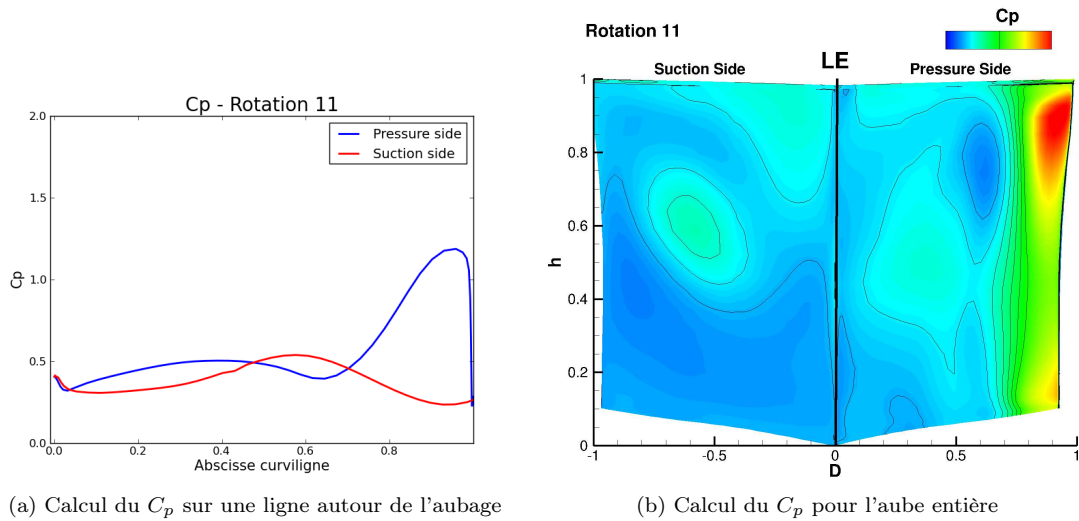 Cp - Rotation 11
Pressure side
Suction side
2.0
1.5
1.0
0.5
0.0
Cp
0.0 0.2 0.4 0.6 0.8
Abscisse curviligne
(a) Calcul du Cp sur une ligne autour de l'aubage
Rotation 11
Cp
LE
Suction Side
Pressure Side
1
0.8
0.6
0.4
0.2
0
h
-1 -0.5 0 0.5 1
D
(b) Calcul du Cp pour l'aube entière